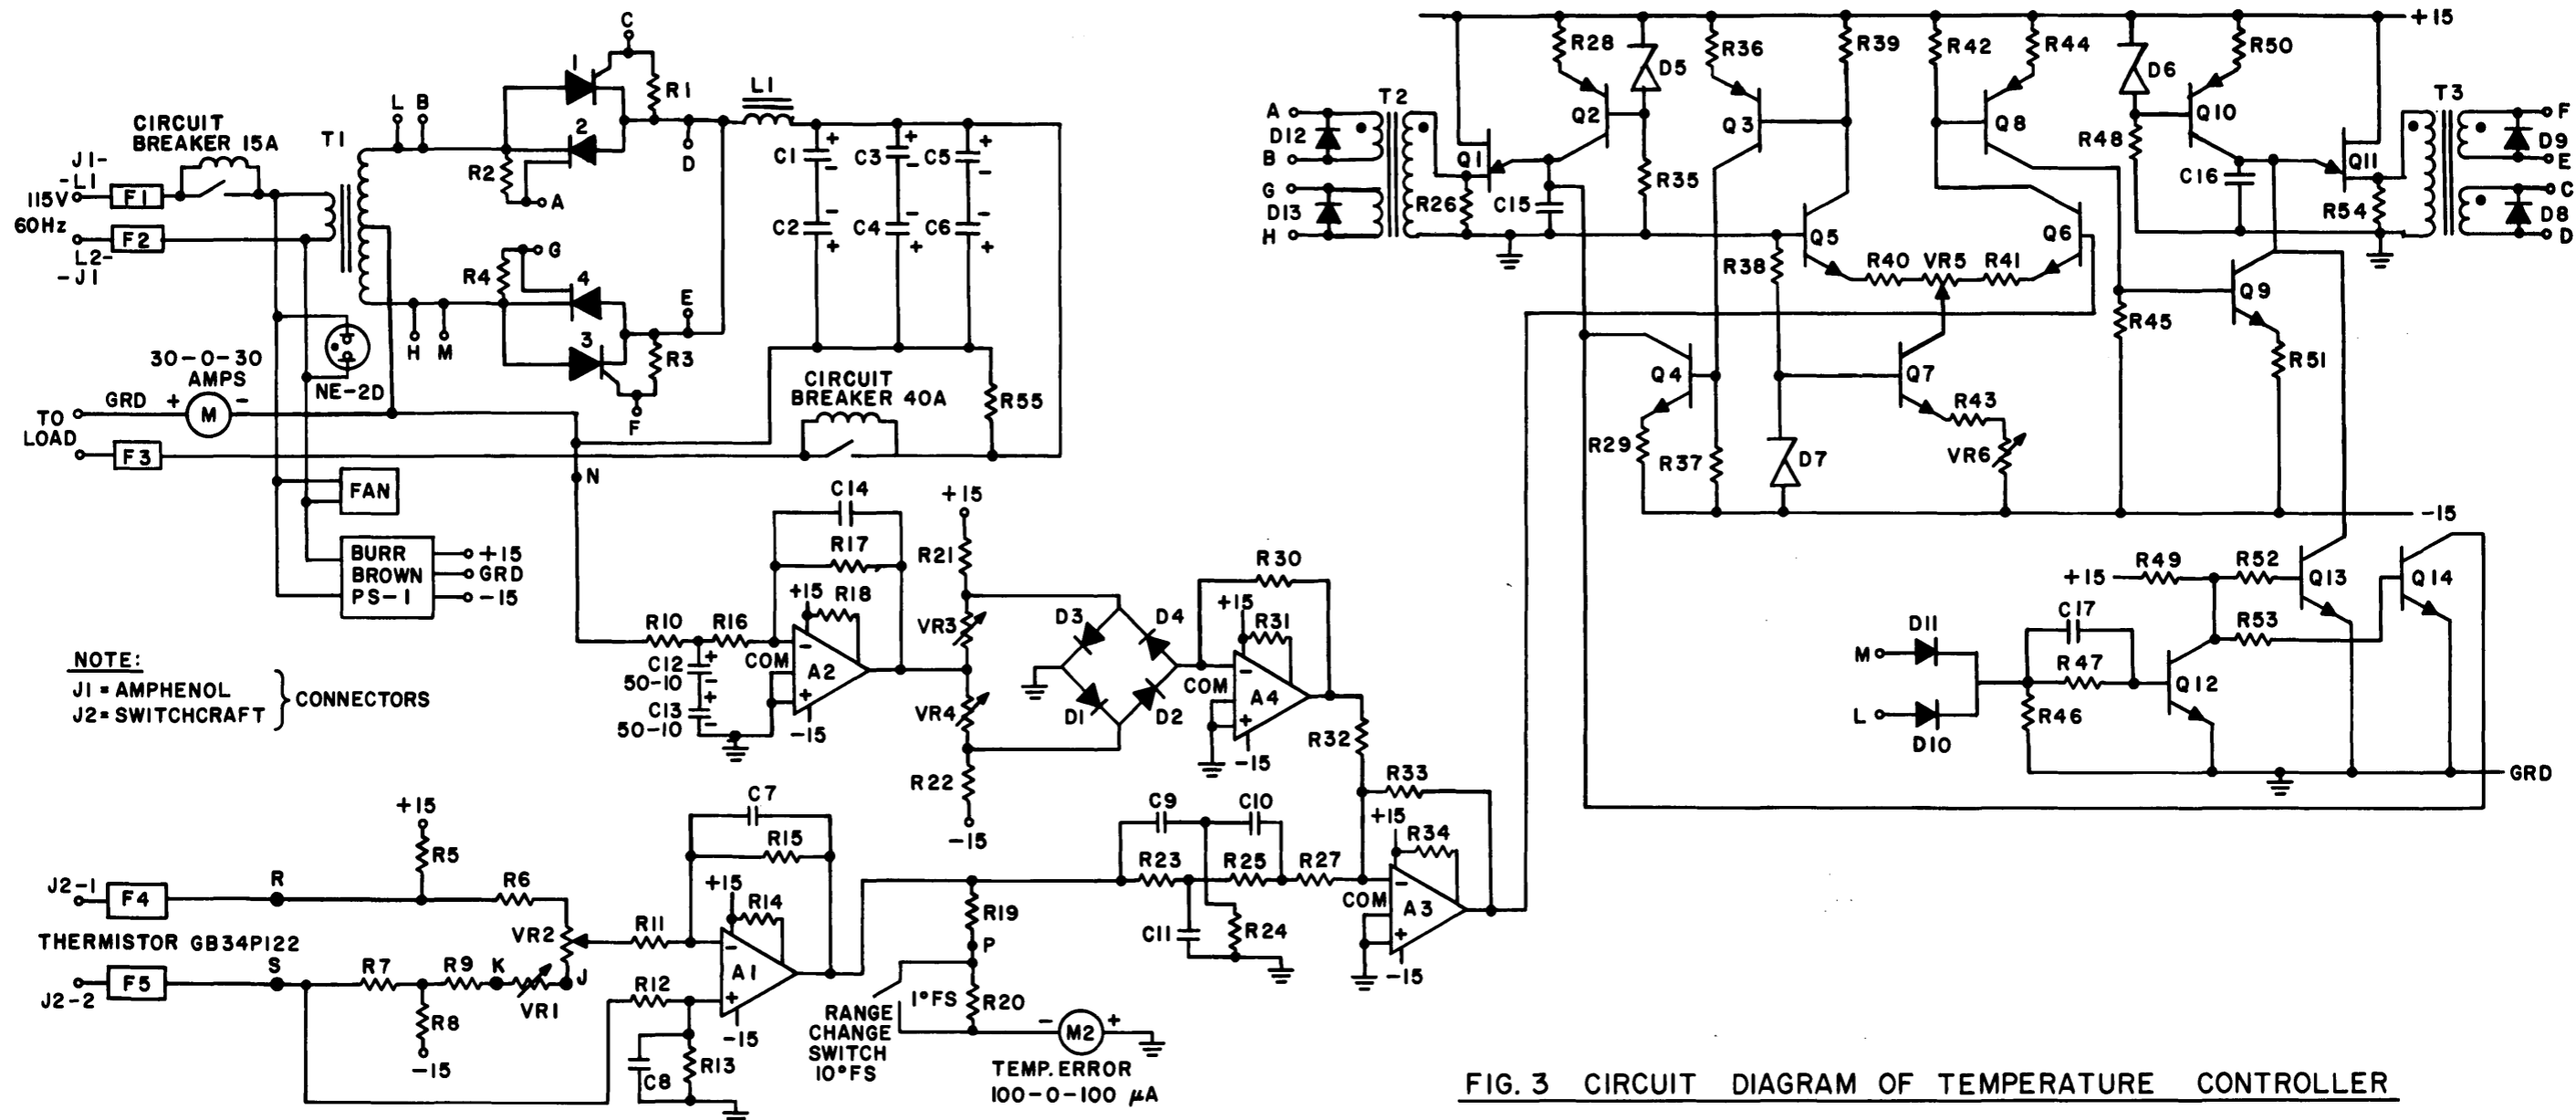 C
1
R1
L1
L B
2
CIRCUIT
BREAKER 15A
T1
J1-
-L1
115V
F1
60Hz
F2
L2-
-J1
R2
A
D
C1 + -
C3 + -
C5 + -
C2 - +
C4 - +
C6 - +
G
R4
4
E
3
R3
H M
F
30-0-30
AMPS
NE-2D
GRD + M -
TO
LOAD
F3
CIRCUIT
BREAKER 40A
R55
N
FAN
BURR
BROWN
PS-1
+15
GRD
-15
NOTE:
J1 = AMPHENOL
J2= SWITCHCRAFT
CONNECTORS
C14
R17
+15 R18
R10 R16
COM
- A2 +
-15
C12 +
50-10 -
C13 +
50-10 -
+15
R21
VR3
VR4
R22
-15
D3 D4
D1 D2
R30
+15
R31
COM
- A4 +
-15
R32
R33
+15
R34
COM
- A3 +
-15
+15
R5
R6
J2-1
F4
R
THERMISTOR GB34P122
S
J2-2
F5
R7
R9
K
VR1
J
VR2
R8
-15
C7
R15
+15
R14
R11
- A1 +
-15
R12
C8
R13
R19
P
1°FS
R20
RANGE
CHANGE
SWITCH
10°FS
- M2 +
TEMP. ERROR
100-0-100 μA
C9 C10
R23 R25 R27
C11
R24
+15
R28
D5
R36
R39
R42
R44
D6
R50
A
D12
B
G
D13
H
T2
Q1
R26
C15
Q2
R35
Q3
Q5
R38
R40 VR5 R41
Q6
Q8
R48
Q10
C16
Q11
R54
T3
F
D9
E
C
D8
D
Q9
R45
R51
Q4
R29
R37
D7
Q7
R43
VR6
-15
+15
R49
R52
Q13
Q14
R53
C17
R47
Q12
M
D11
L
D10
R46
GRD
FIG. 3 CIRCUIT DIAGRAM OF TEMPERATURE CONTROLLER